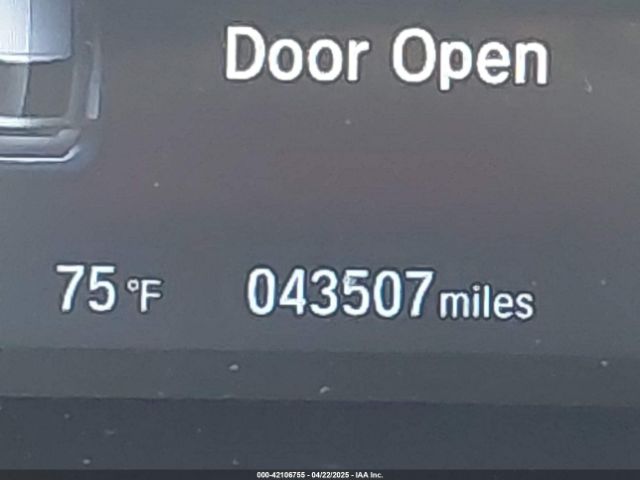 Door Open
75 °F 043507 miles
000-42106755 - 04/22/2025 - IAA Inc.